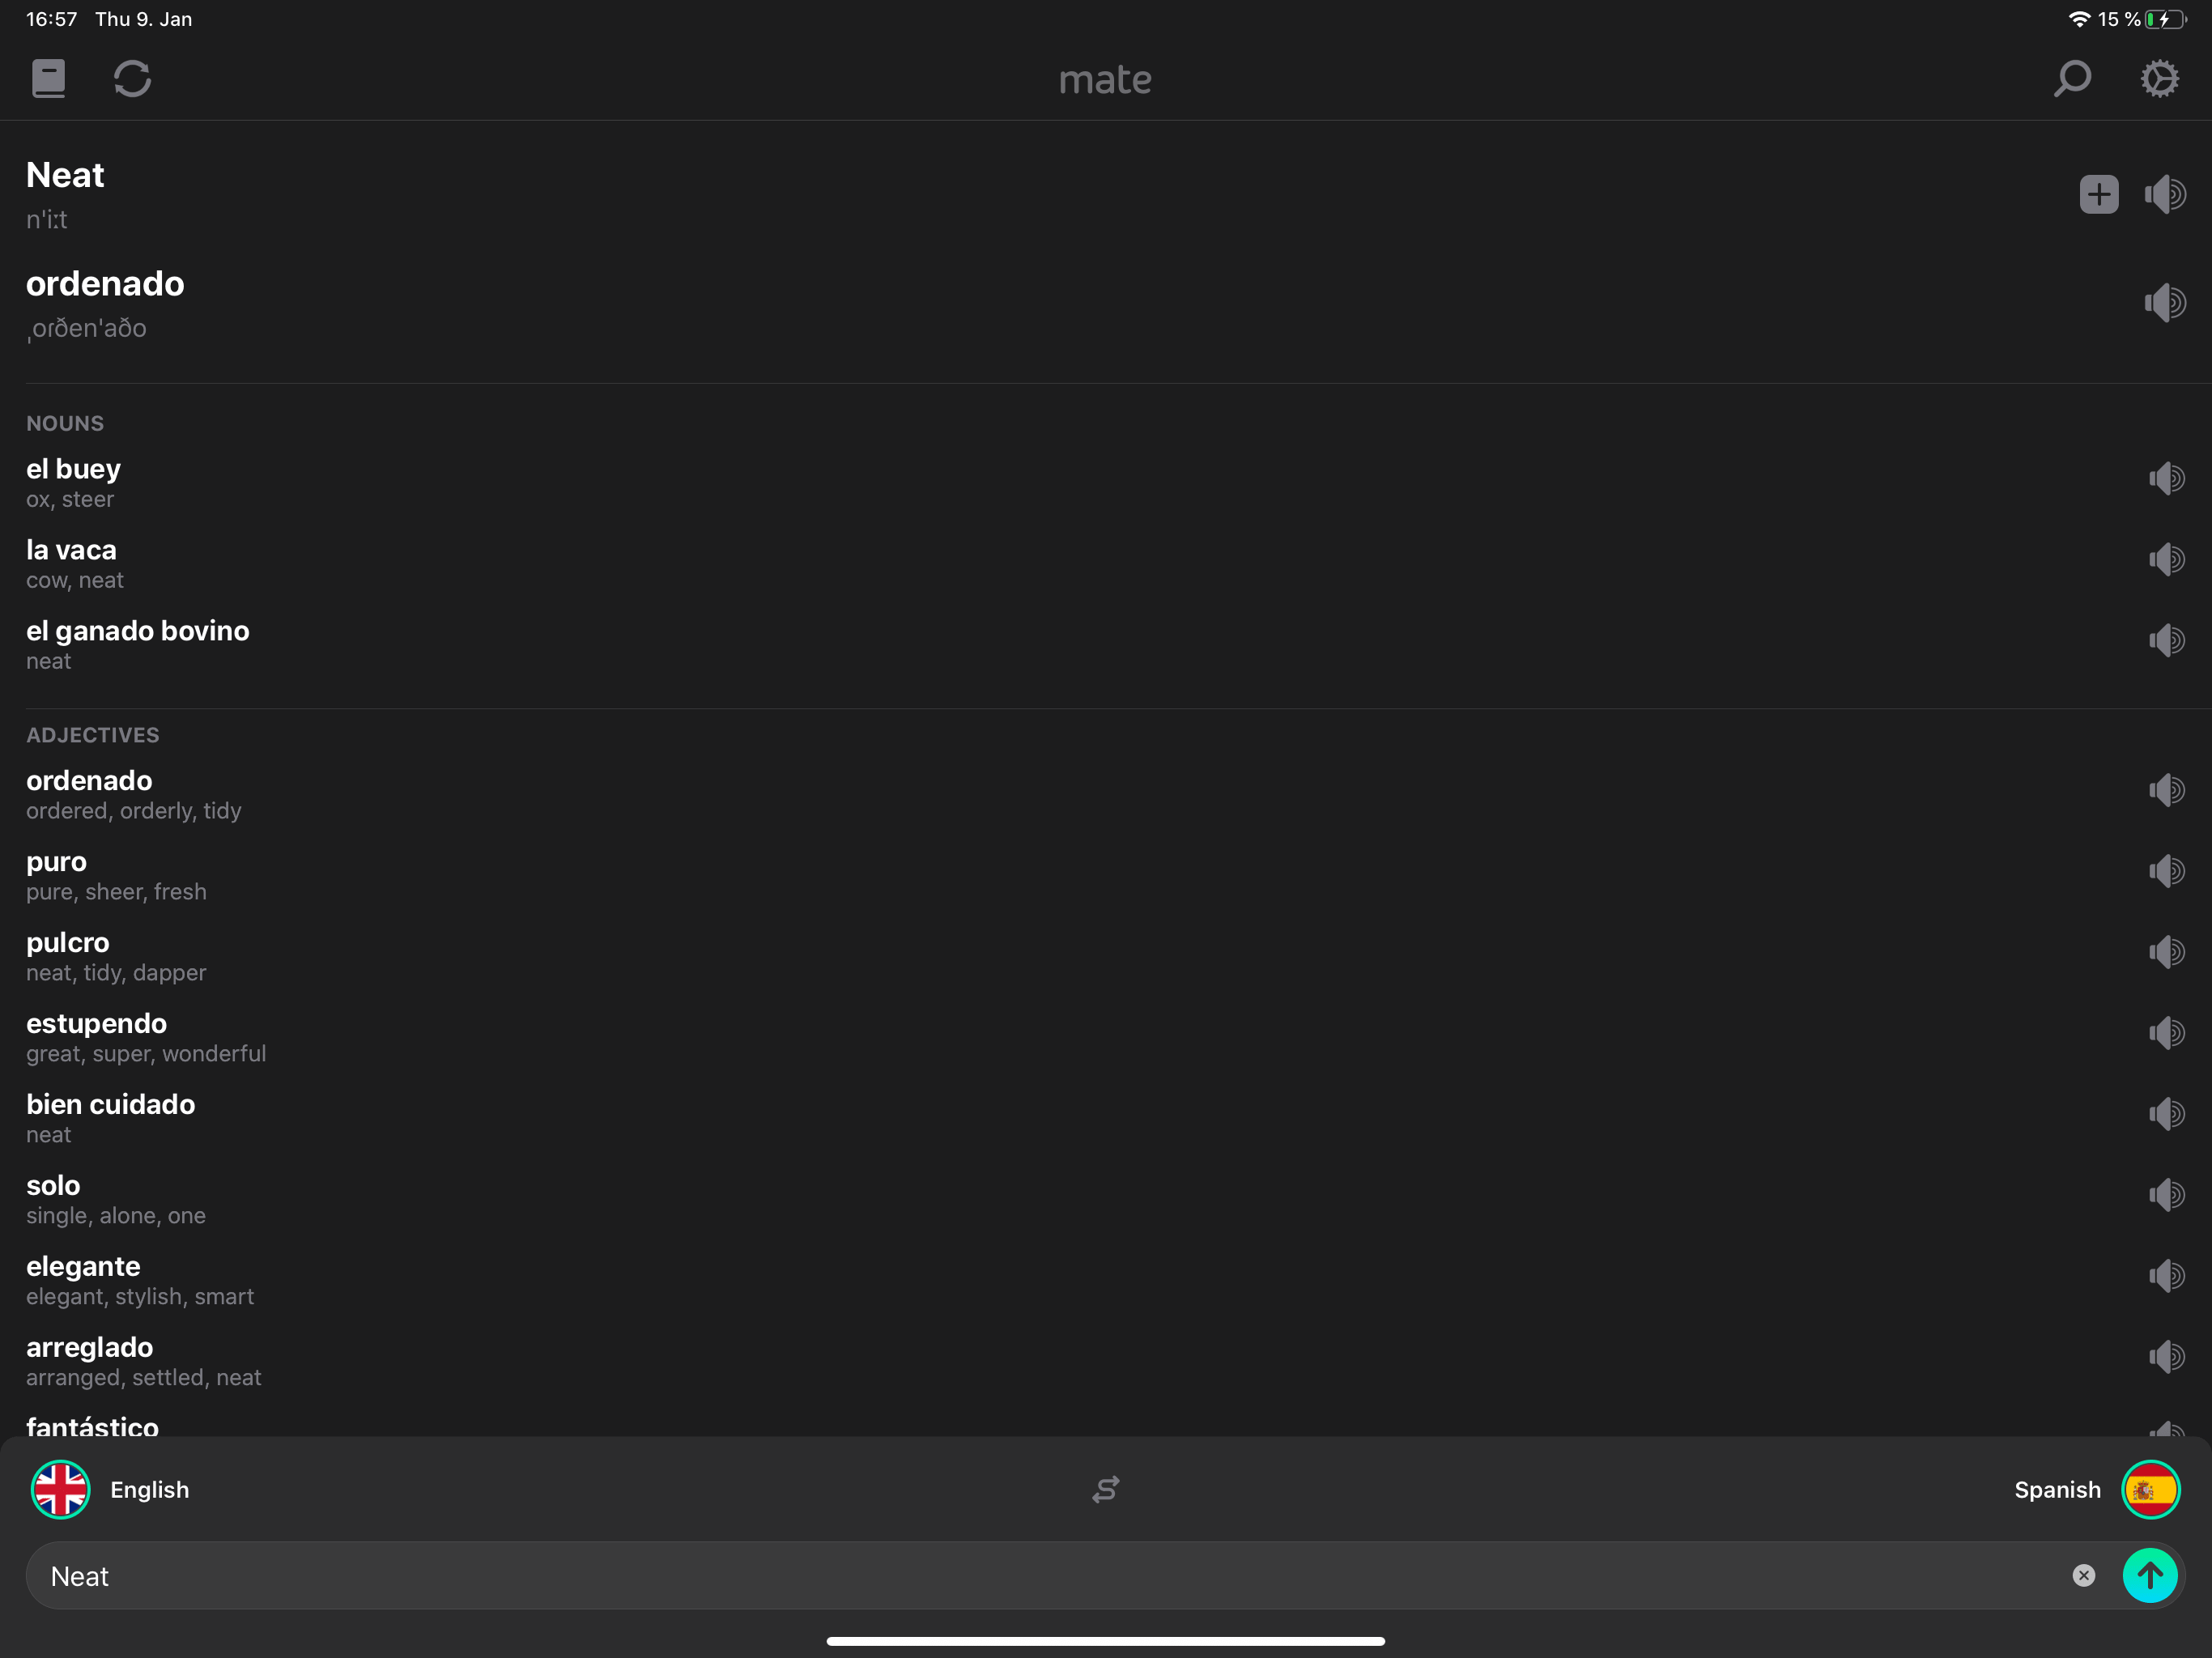 16:57 Thu 9. Jan 15 %
mate
Neat
n'iːt
ordenado
ˌoɾðen'aðo
NOUNS
el buey
ox, steer
la vaca
cow, neat
el ganado bovino
neat
ADJECTIVES
ordenado
ordered, orderly, tidy
puro
pure, sheer, fresh
pulcro
neat, tidy, dapper
estupendo
great, super, wonderful
bien cuidado
neat
solo
single, alone, one
elegante
elegant, stylish, smart
arreglado
arranged, settled, neat
fantástico
English Spanish
Neat